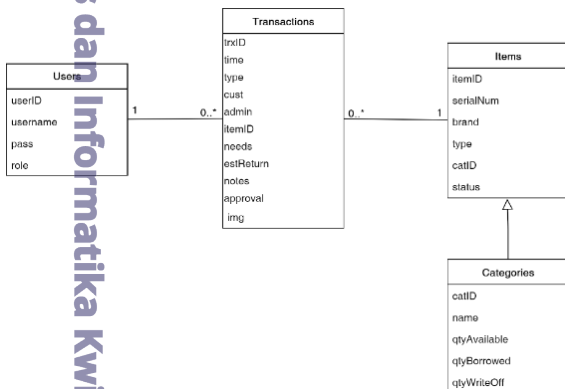 s dan Informatika Kwi
Users
userID
username
pass
role
1
0..*
Transactions
trxID
time
type
cust
admin
itemID
needs
estReturn
notes
approval
img
0..*
1
Items
itemID
serialNum
brand
type
catID
status
Categories
catID
name
qtyAvailable
qtyBorrowed
qtyWriteOff